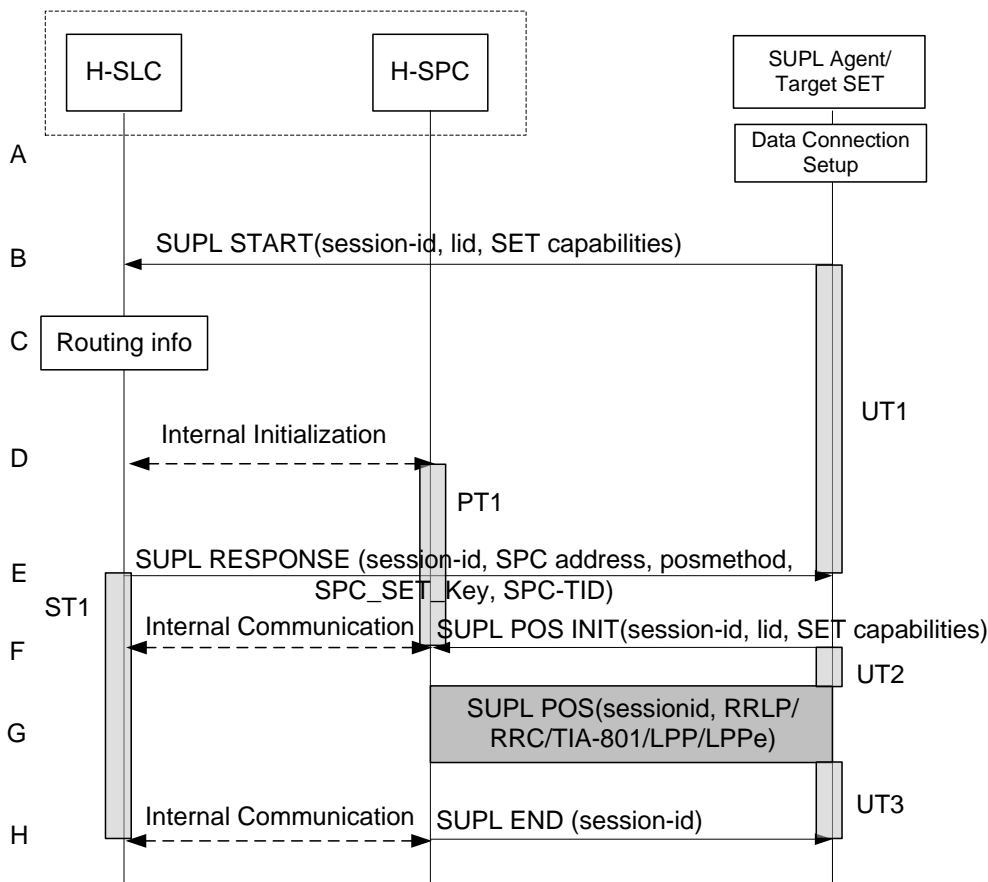 H-SLC
H-SPC
SUPL Agent/
Target SET
A
Data Connection
Setup
B
SUPL START(session-id, lid, SET capabilities)
C
Routing info
UT1
D
Internal Initialization
PT1
E
SUPL RESPONSE (session-id, SPC address, posmethod,
SPC_SET_Key, SPC-TID)
ST1
F
Internal Communication
SUPL POS INIT(session-id, lid, SET capabilities)
UT2
G
SUPL POS(sessionid, RRLP/
RRC/TIA-801/LPP/LPPe)
UT3
H
Internal Communication
SUPL END (session-id)